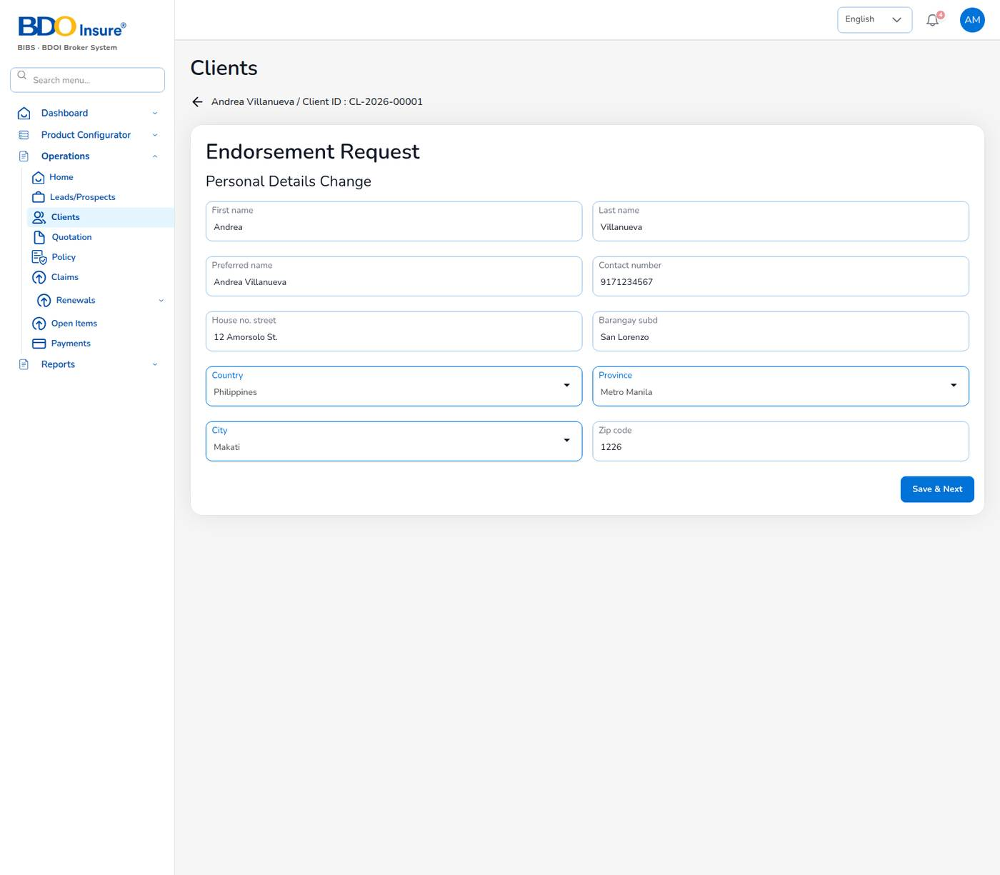 BDO Insure®
BIBS · BDOI Broker System
Search menu...
Dashboard
Product Configurator
Operations
Home
Leads/Prospects
Clients
Quotation
Policy
Claims
Renewals
Open Items
Payments
Reports
English
4
AM
Clients
Andrea Villanueva / Client ID : CL-2026-00001
Endorsement Request
Personal Details Change
First name
Andrea
Last name
Villanueva
Preferred name
Andrea Villanueva
Contact number
9171234567
House no. street
12 Amorsolo St.
Barangay subd
San Lorenzo
Country
Philippines
Province
Metro Manila
City
Makati
Zip code
1226
Save & Next